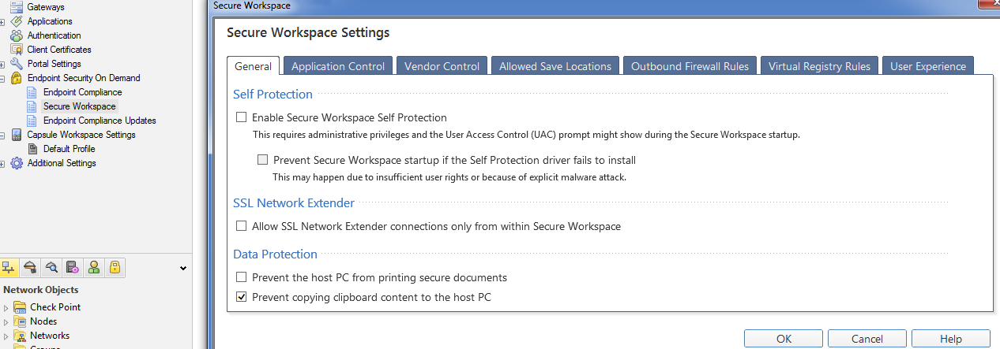 Gateways
Applications
Authentication
Client Certificates
Portal Settings
Endpoint Security On Demand
Endpoint Compliance
Secure Workspace
Endpoint Compliance Updates
Capsule Workspace Settings
Default Profile
Additional Settings
Network Objects
Check Point
Nodes
Networks
Secure Workspace
Secure Workspace Settings
General Application Control Vendor Control Allowed Save Locations Outbound Firewall Rules Virtual Registry Rules User Experience
Self Protection
Enable Secure Workspace Self Protection
This requires administrative privileges and the User Access Control (UAC) prompt might show during the Secure Workspace startup.
Prevent Secure Workspace startup if the Self Protection driver fails to install
This may happen due to insufficient user rights or because of explicit malware attack.
SSL Network Extender
Allow SSL Network Extender connections only from within Secure Workspace
Data Protection
Prevent the host PC from printing secure documents
Prevent copying clipboard content to the host PC
OK Cancel Help